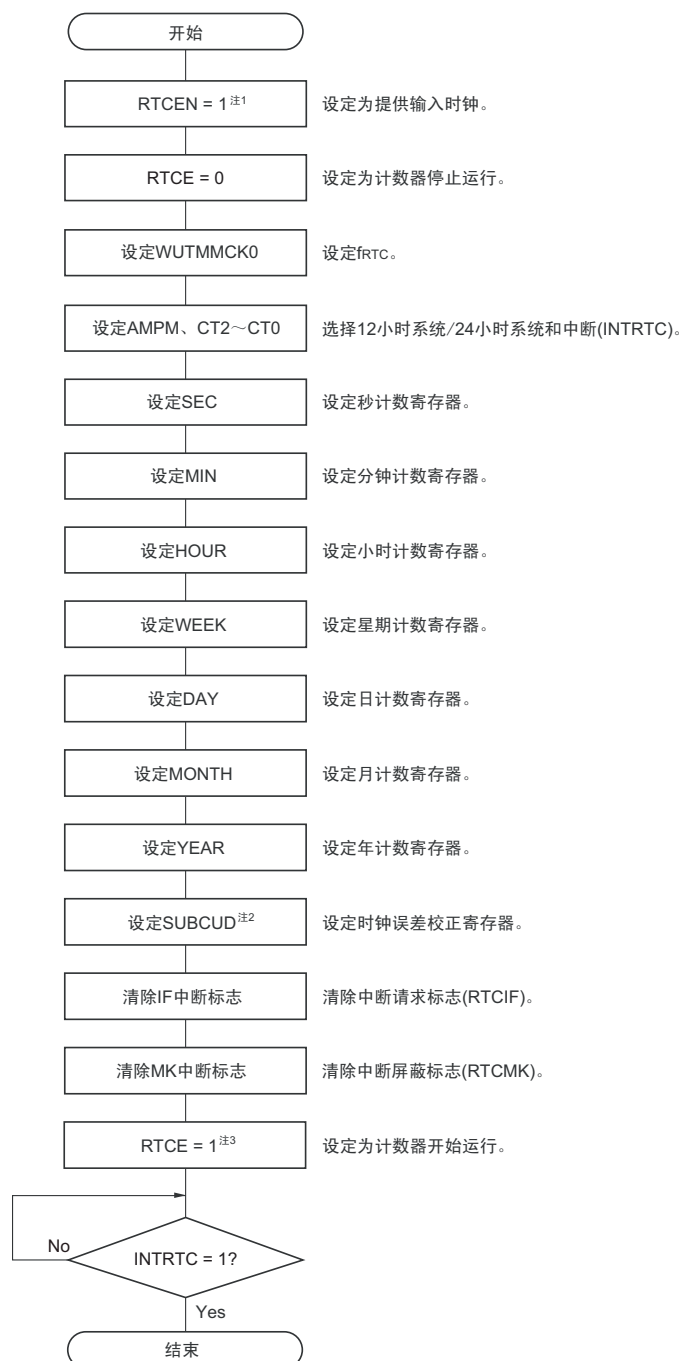 开始
RTCEN = 1注1 设定为提供输入时钟。
RTCE = 0 设定为计数器停止运行。
设定WUTMMCK0 设定fRTC。
设定AMPM、CT2～CT0 选择12小时系统/24小时系统和中断(INTRTC)。
设定SEC 设定秒计数寄存器。
设定MIN 设定分钟计数寄存器。
设定HOUR 设定小时计数寄存器。
设定WEEK 设定星期计数寄存器。
设定DAY 设定日计数寄存器。
设定MONTH 设定月计数寄存器。
设定YEAR 设定年计数寄存器。
设定SUBCUD注2 设定时钟误差校正寄存器。
清除IF中断标志 清除中断请求标志(RTCIF)。
清除MK中断标志 清除中断屏蔽标志(RTCMK)。
RTCE = 1注3 设定为计数器开始运行。
No
INTRTC = 1?
Yes
结束